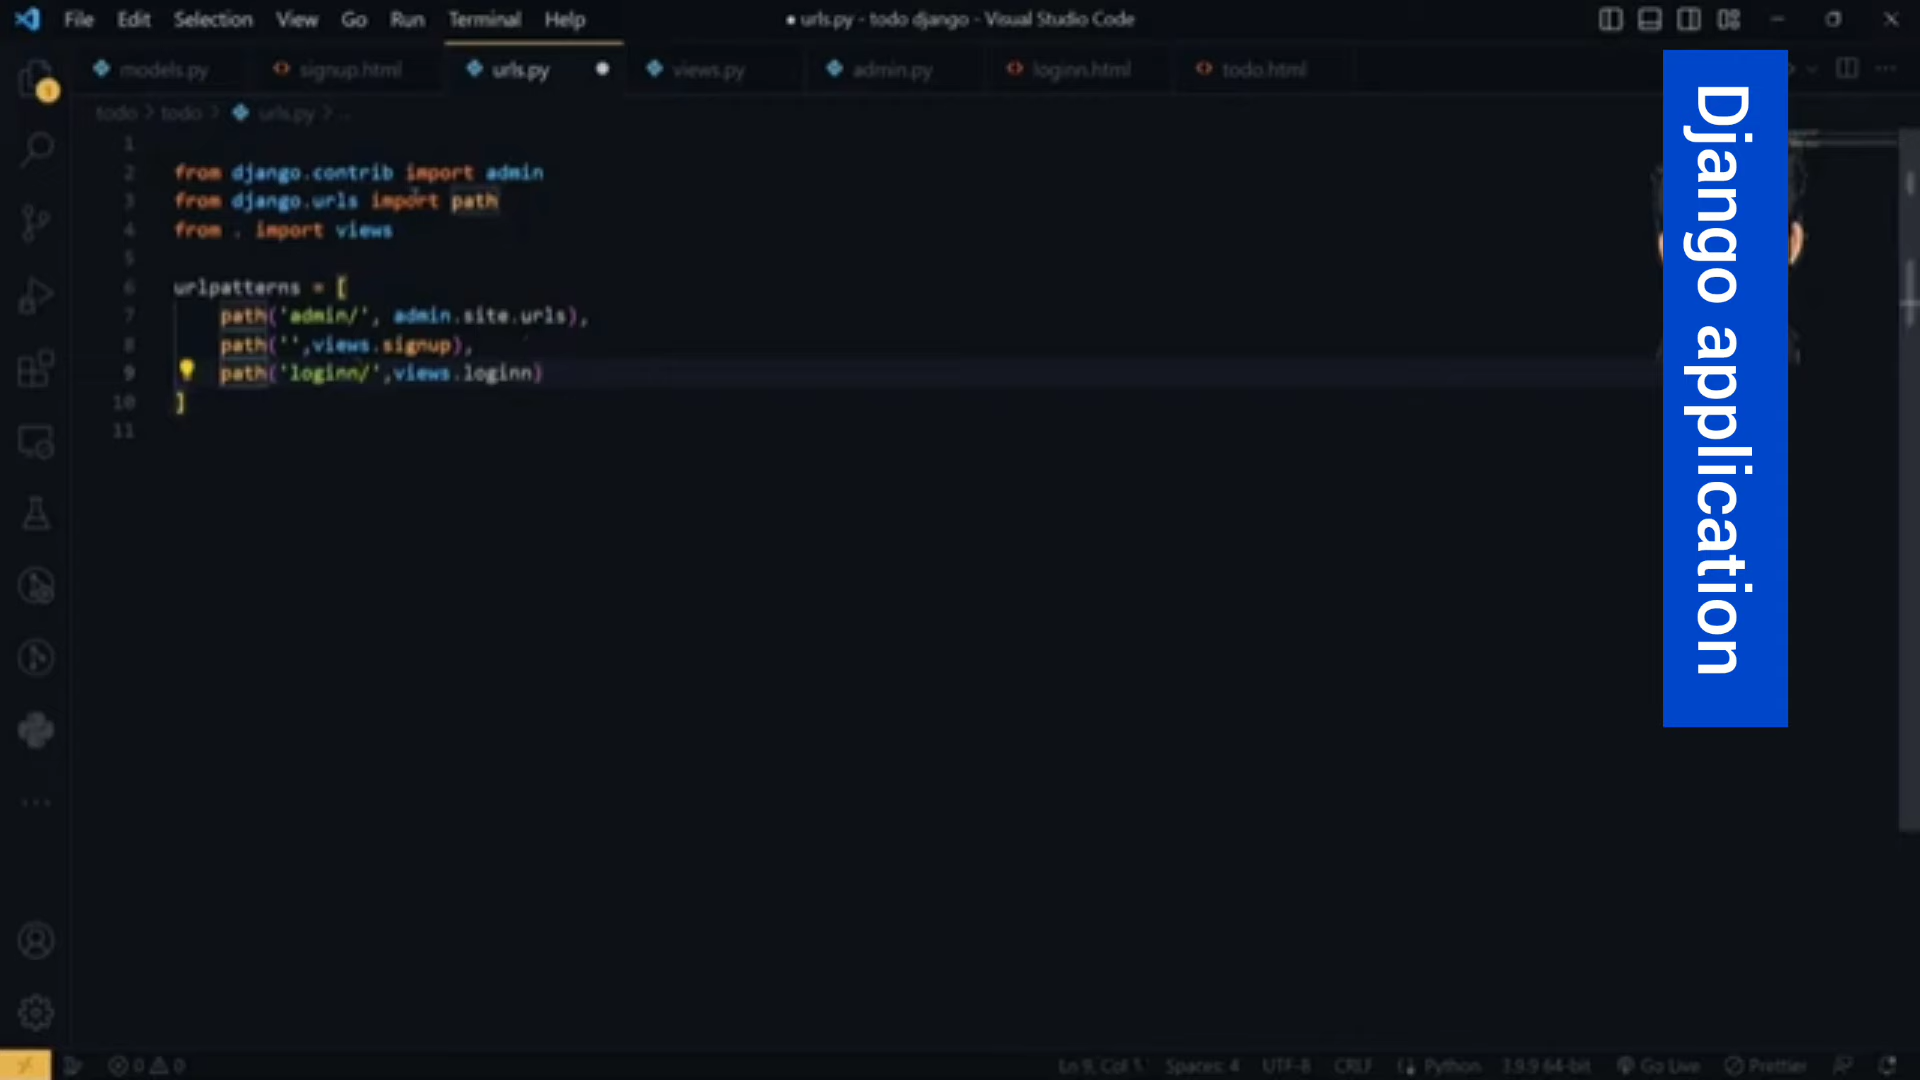 File Edit Selection View Go Run Terminal Help
● urls.py - todo django - Visual Studio Code
models.py signup.html urls.py views.py admin.py loginn.html todo.html
todo > todo > urls.py > ...
1
2 from django.contrib import admin
3 from django.urls import path
4 from . import views
5
6 urlpatterns = [
7 path('admin/', admin.site.urls),
8 path('',views.signup),
9 path('loginn/',views.loginn)
10 ]
11
Django application
0 0 Ln 9, Col Spaces: 4 UTF-8 CRLF Python 3.9.9 64-bit Go Live Prettier